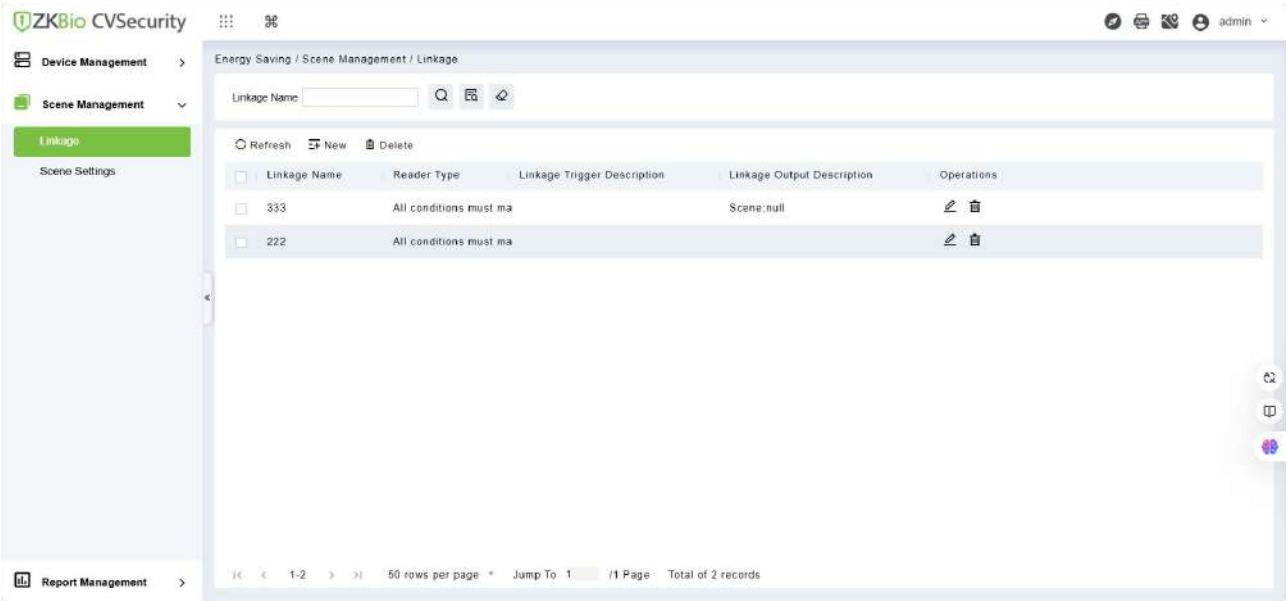 ZKBio CVSecurity
admin
Device Management
Scene Management
Linkage
Scene Settings
Report Management
Energy Saving / Scene Management / Linkage
Linkage Name
Refresh New Delete
Linkage Name Reader Type Linkage Trigger Description Linkage Output Description Operations
333 All conditions must ma Scene:null
222 All conditions must ma
1-2 50 rows per page Jump To 1 /1 Page Total of 2 records